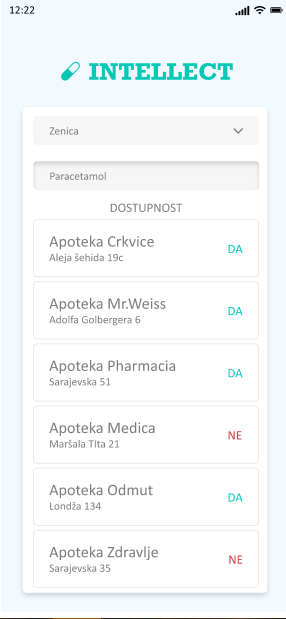 12:22
INTELLECT
Zenica
Paracetamol
DOSTUPNOST
Apoteka Crkvice
Aleja šehida 19c
DA
Apoteka Mr.Weiss
Adolfa Golbergera 6
DA
Apoteka Pharmacia
Sarajevska 51
DA
Apoteka Medica
Maršala TIta 21
NE
Apoteka Odmut
Londža 134
DA
Apoteka Zdravlje
Sarajevska 35
NE